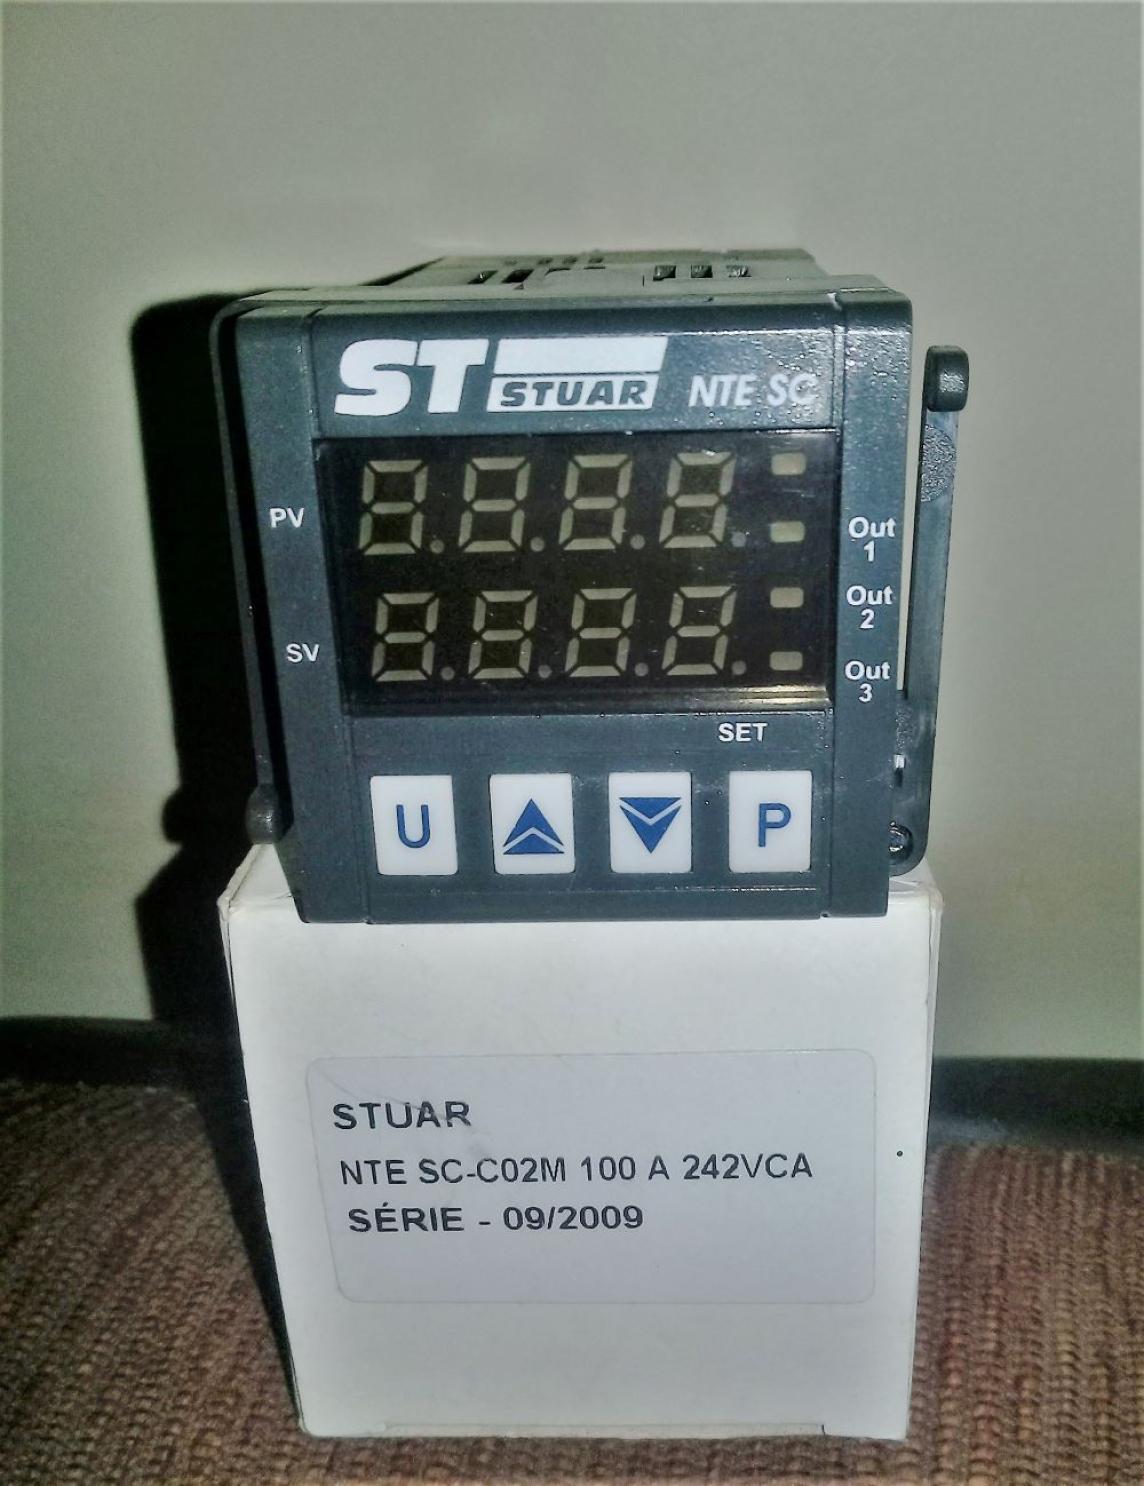 ST STUAR NTE SC
PV
Out
1
Out
2
SV
Out
3
SET
U P
STUAR
NTE SC-C02M 100 A 242VCA
SÉRIE - 09/2009